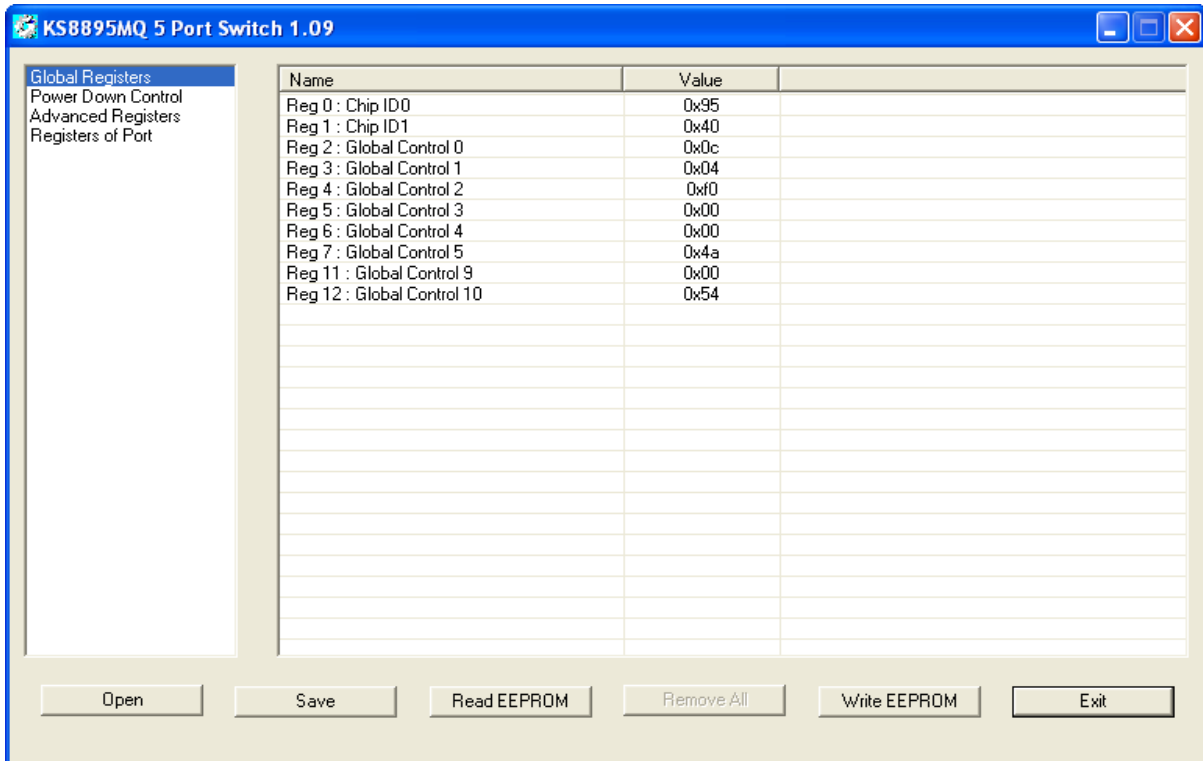 KS8895MQ 5 Port Switch 1.09
Global Registers
Power Down Control
Advanced Registers
Registers of Port
Name Value
Reg 0 : Chip ID0 0x95
Reg 1 : Chip ID1 0x40
Reg 2 : Global Control 0 0x0c
Reg 3 : Global Control 1 0x04
Reg 4 : Global Control 2 0xf0
Reg 5 : Global Control 3 0x00
Reg 6 : Global Control 4 0x00
Reg 7 : Global Control 5 0x4a
Reg 11 : Global Control 9 0x00
Reg 12 : Global Control 10 0x54
Open Save Read EEPROM Remove All Write EEPROM Exit